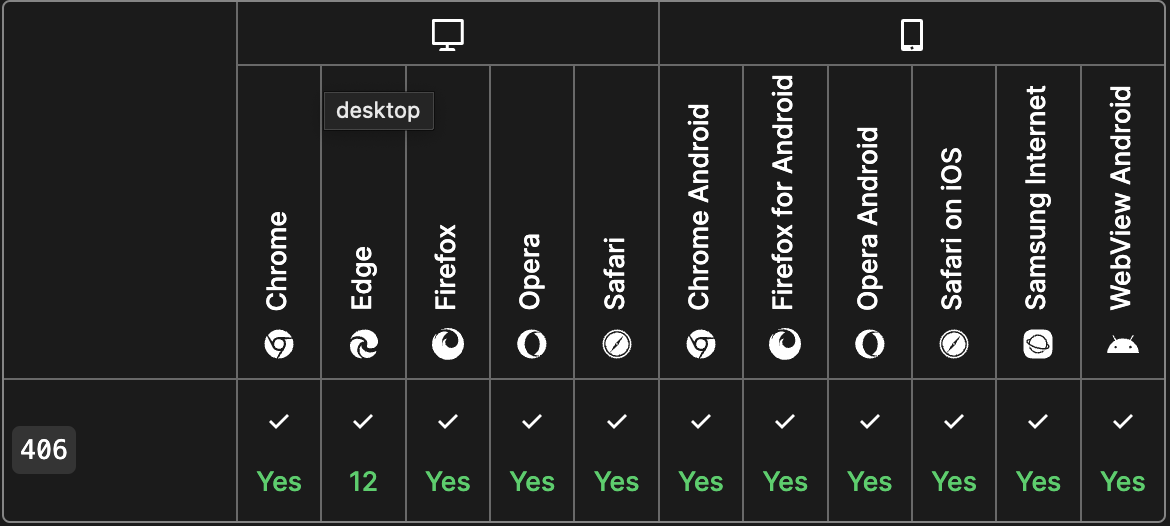 desktop
Chrome
Edge
Firefox
Opera
Safari
Chrome Android
Firefox for Android
Opera Android
Safari on iOS
Samsung Internet
WebView Android
406
Yes 12 Yes Yes Yes Yes Yes Yes Yes Yes Yes